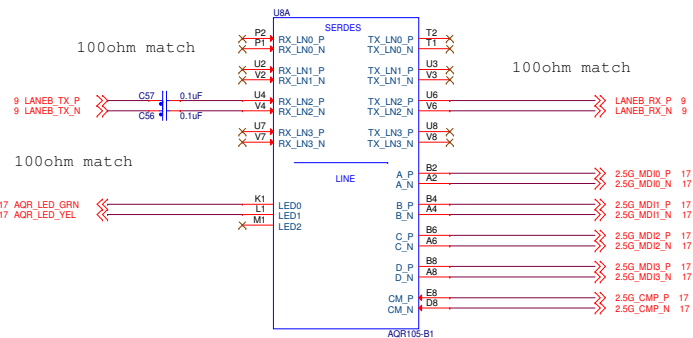 U8A
SERDES
100ohm match
100ohm match
P2 RX_LN0_P TX_LN0_P T2
P1 RX_LN0_N TX_LN0_N T1
U2 RX_LN1_P TX_LN1_P U3
V2 RX_LN1_N TX_LN1_N V3
9 LANEB_TX_P C57 0.1uF U4 RX_LN2_P TX_LN2_P U6 LANEB_RX_P 9
9 LANEB_TX_N C56 0.1uF V4 RX_LN2_N TX_LN2_N V6 LANEB_RX_N 9
U7 RX_LN3_P TX_LN3_P U8
V7 RX_LN3_N TX_LN3_N V8
100ohm match
LINE
A_P B2 2.5G_MDI0_P 17
A_N A2 2.5G_MDI0_N 17
17 AQR_LED_GRN K1 LED0 B_P B4 2.5G_MDI1_P 17
17 AQR_LED_YEL L1 LED1 B_N A4 2.5G_MDI1_N 17
M1 LED2
C_P B6 2.5G_MDI2_P 17
C_N A6 2.5G_MDI2_N 17
D_P B8 2.5G_MDI3_P 17
D_N A8 2.5G_MDI3_N 17
CM_P E8 2.5G_CMP_P 17
CM_N D8 2.5G_CMP_N 17
AQR105-B1